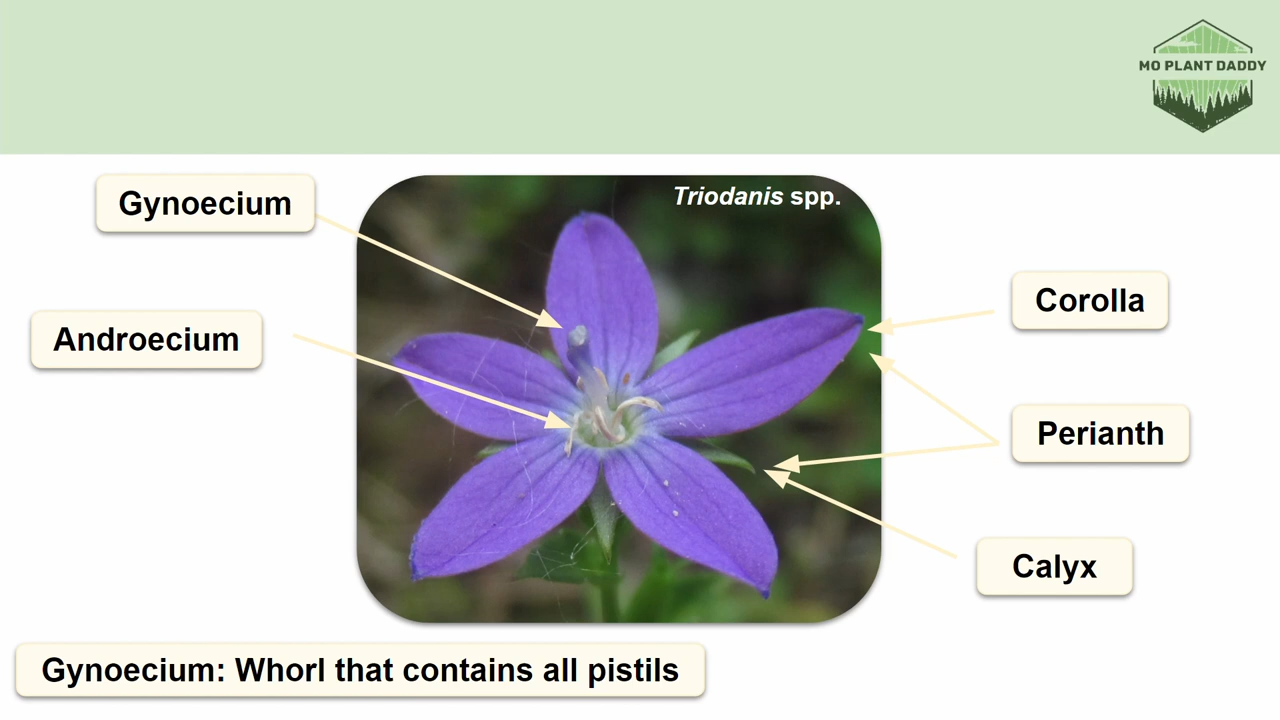 MO PLANT DADDY
Gynoecium
Triodanis spp.
Corolla
Androecium
Perianth
Calyx
Gynoecium: Whorl that contains all pistils